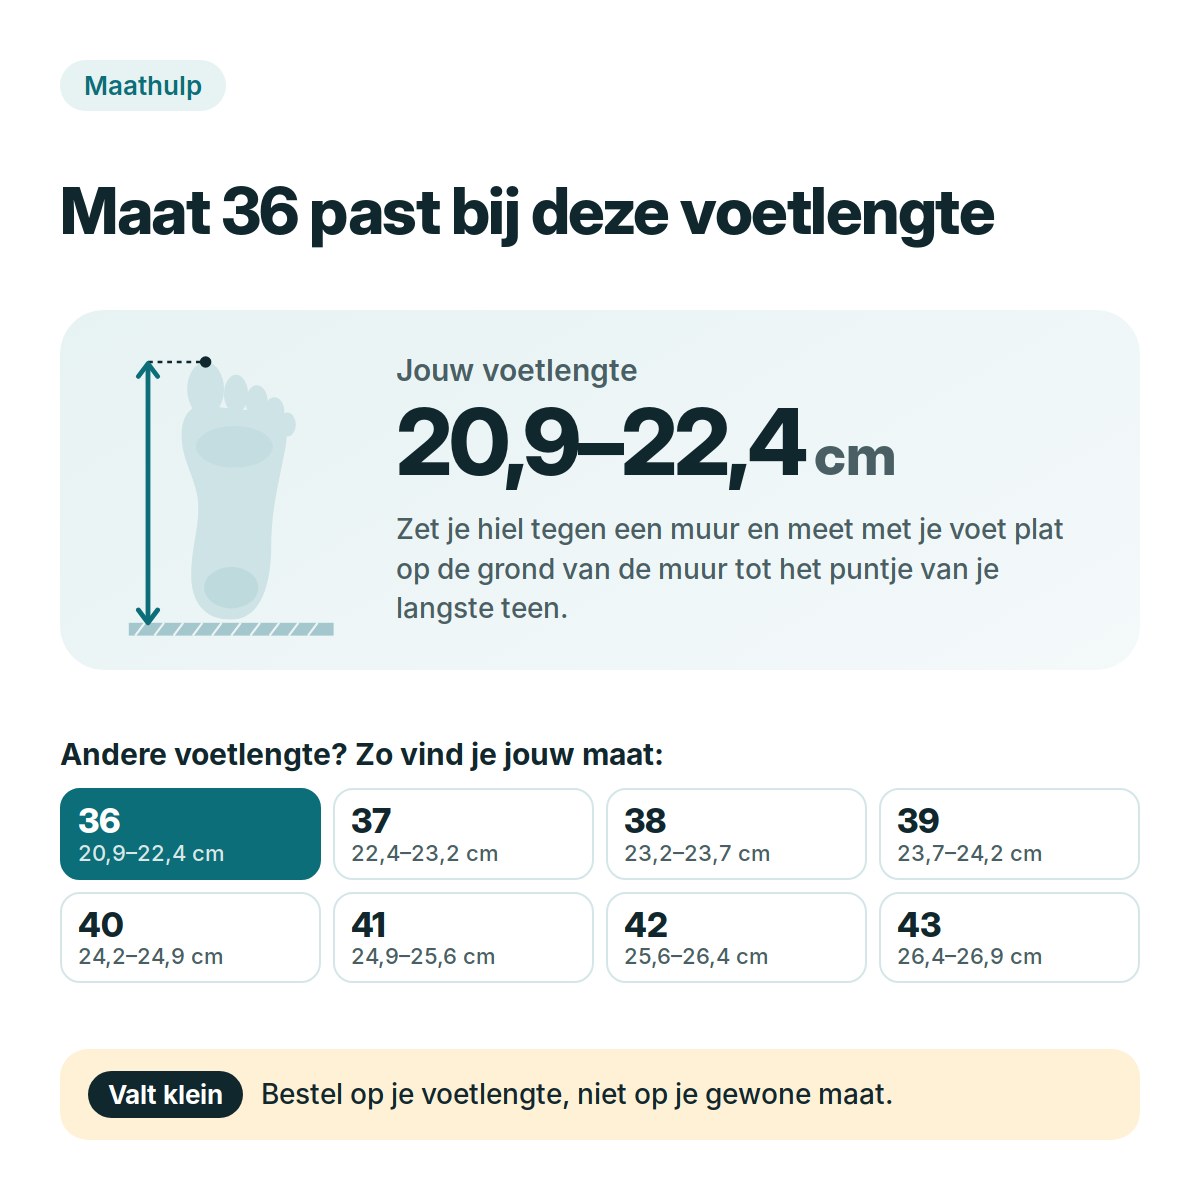 Maathulp
Maat 36 past bij deze voetlengte
Jouw voetlengte
20,9–22,4 cm
Zet je hiel tegen een muur en meet met je voet plat
op de grond van de muur tot het puntje van je
langste teen.
Andere voetlengte? Zo vind je jouw maat:
36
20,9–22,4 cm
37
22,4–23,2 cm
38
23,2–23,7 cm
39
23,7–24,2 cm
40
24,2–24,9 cm
41
24,9–25,6 cm
42
25,6–26,4 cm
43
26,4–26,9 cm
Valt klein Bestel op je voetlengte, niet op je gewone maat.